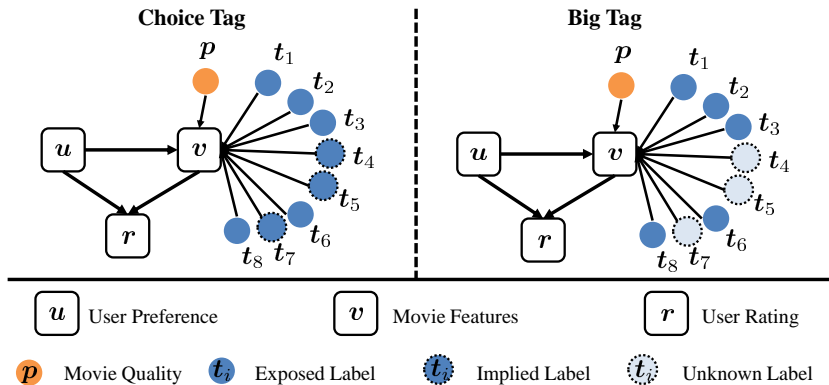 Choice Tag
p
t1
t2
t3
t4
t5
t6
t7
t8
u
v
r
Big Tag
p
t1
t2
t3
t4
t5
t6
t7
t8
u
v
r
u User Preference
v Movie Features
r User Rating
p Movie Quality
ti Exposed Label
ti Implied Label
ti Unknown Label